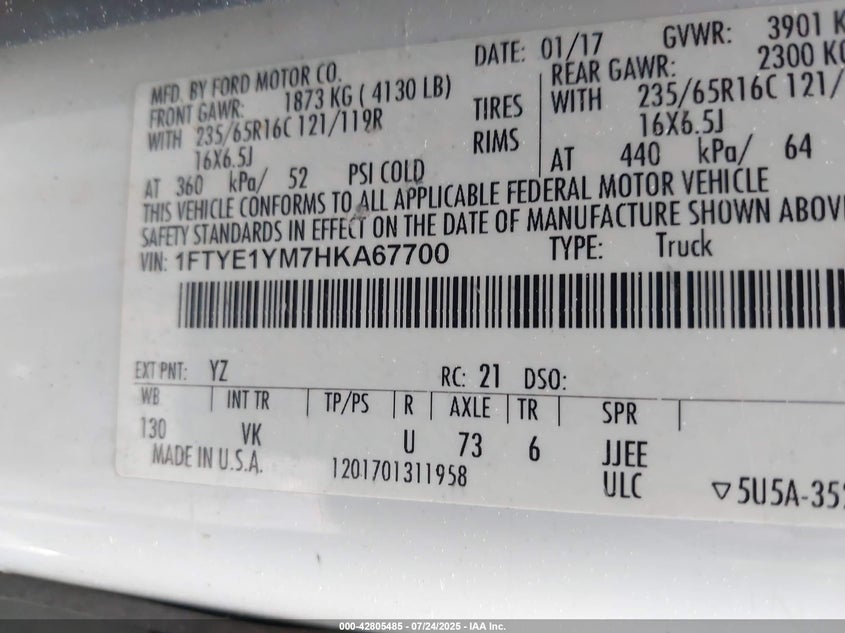 DATE: 01/17 GVWR: 3901 K
MFD. BY FORD MOTOR CO. REAR GAWR: 2300 KG
FRONT GAWR: 1873 KG ( 4130 LB) TIRES WITH 235/65R16C 121/
WITH 235/65R16C 121/119R RIMS 16X6.5J
16X6.5J AT 440 kPa/ 64
AT 360 kPa/ 52 PSI COLD
THIS VEHICLE CONFORMS TO ALL APPLICABLE FEDERAL MOTOR VEHICLE
SAFETY STANDARDS IN EFFECT ON THE DATE OF MANUFACTURE SHOWN ABOVE
VIN: 1FTYE1YM7HKA67700 TYPE: Truck
EXT PNT: YZ RC: 21 DSO:
WB INT TR TP/PS R AXLE TR SPR
130 VK U 73 6 JJEE
MADE IN U.S.A. 1201701311958 ULC ▽5U5A-35
000-42805485 - 07/24/2025 - IAA Inc.